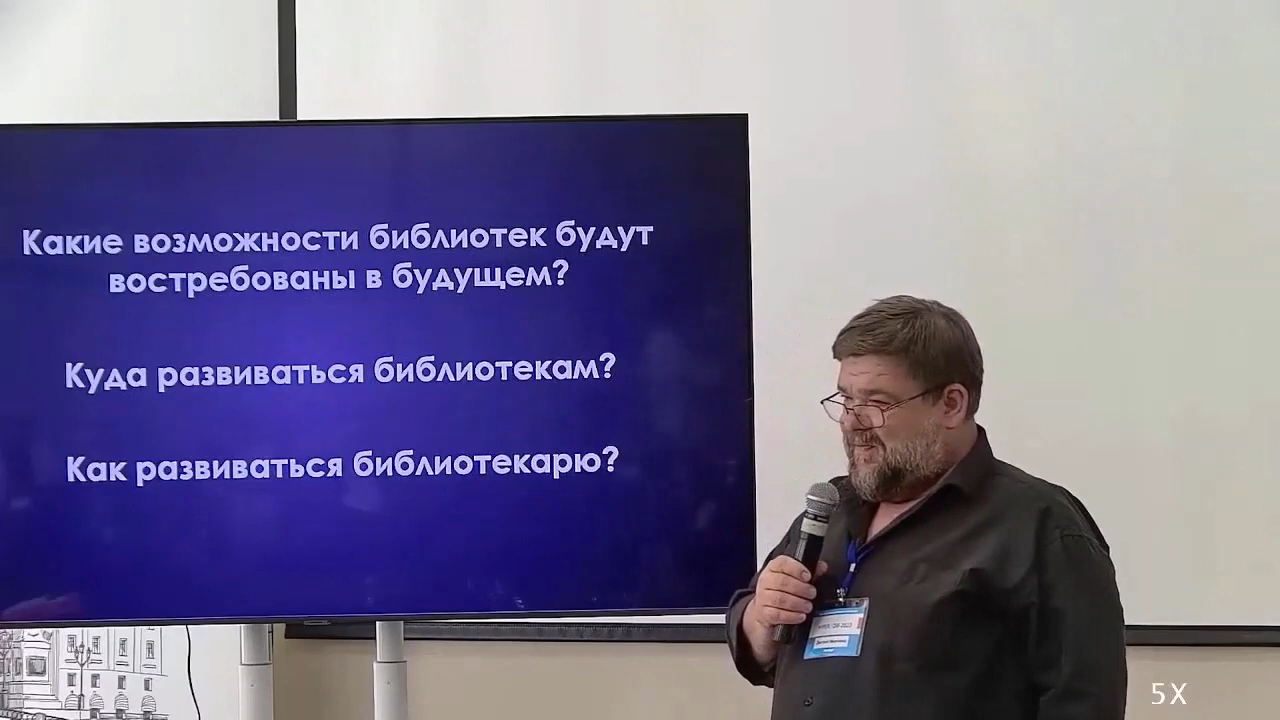 Какие возможности библиотек будут
востребованы в будущем?
Куда развиваться библиотекам?
Как развиваться библиотекарю?
5X